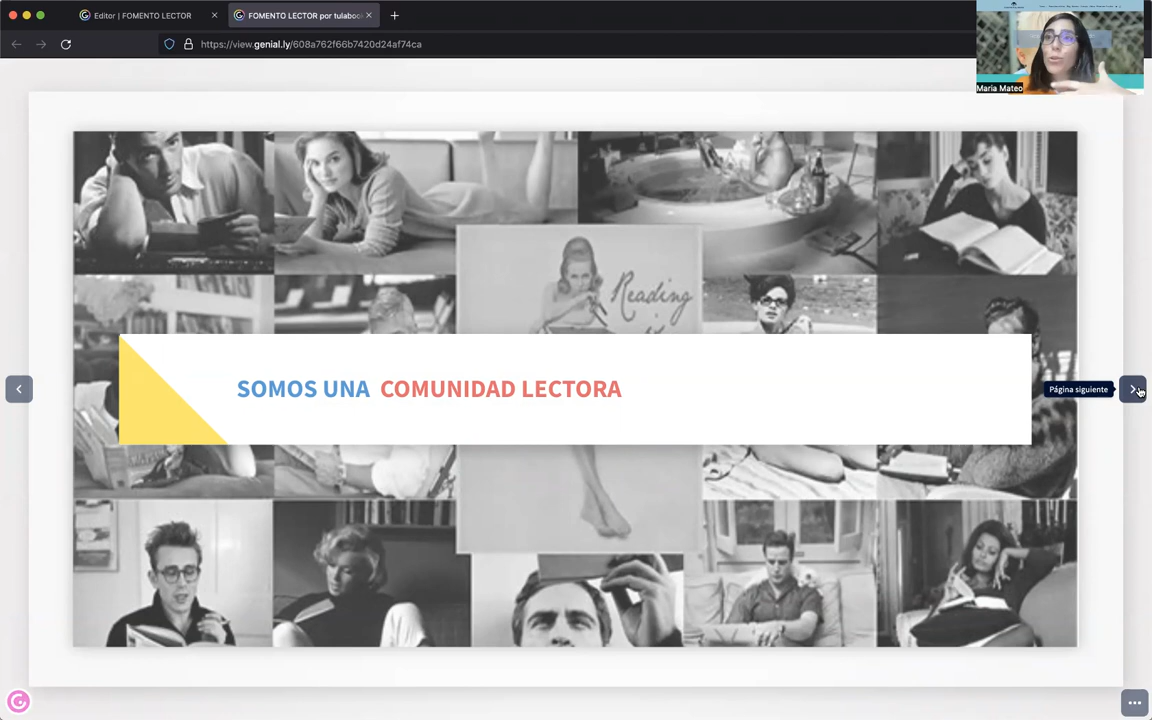 Editor | FOMENTO LECTOR
FOMENTO LECTOR por tulaboo
https://view.genial.ly/608a762f66b7420d24af74ca
Maria Mateo
Reading
SOMOS UNA COMUNIDAD LECTORA
Página siguiente